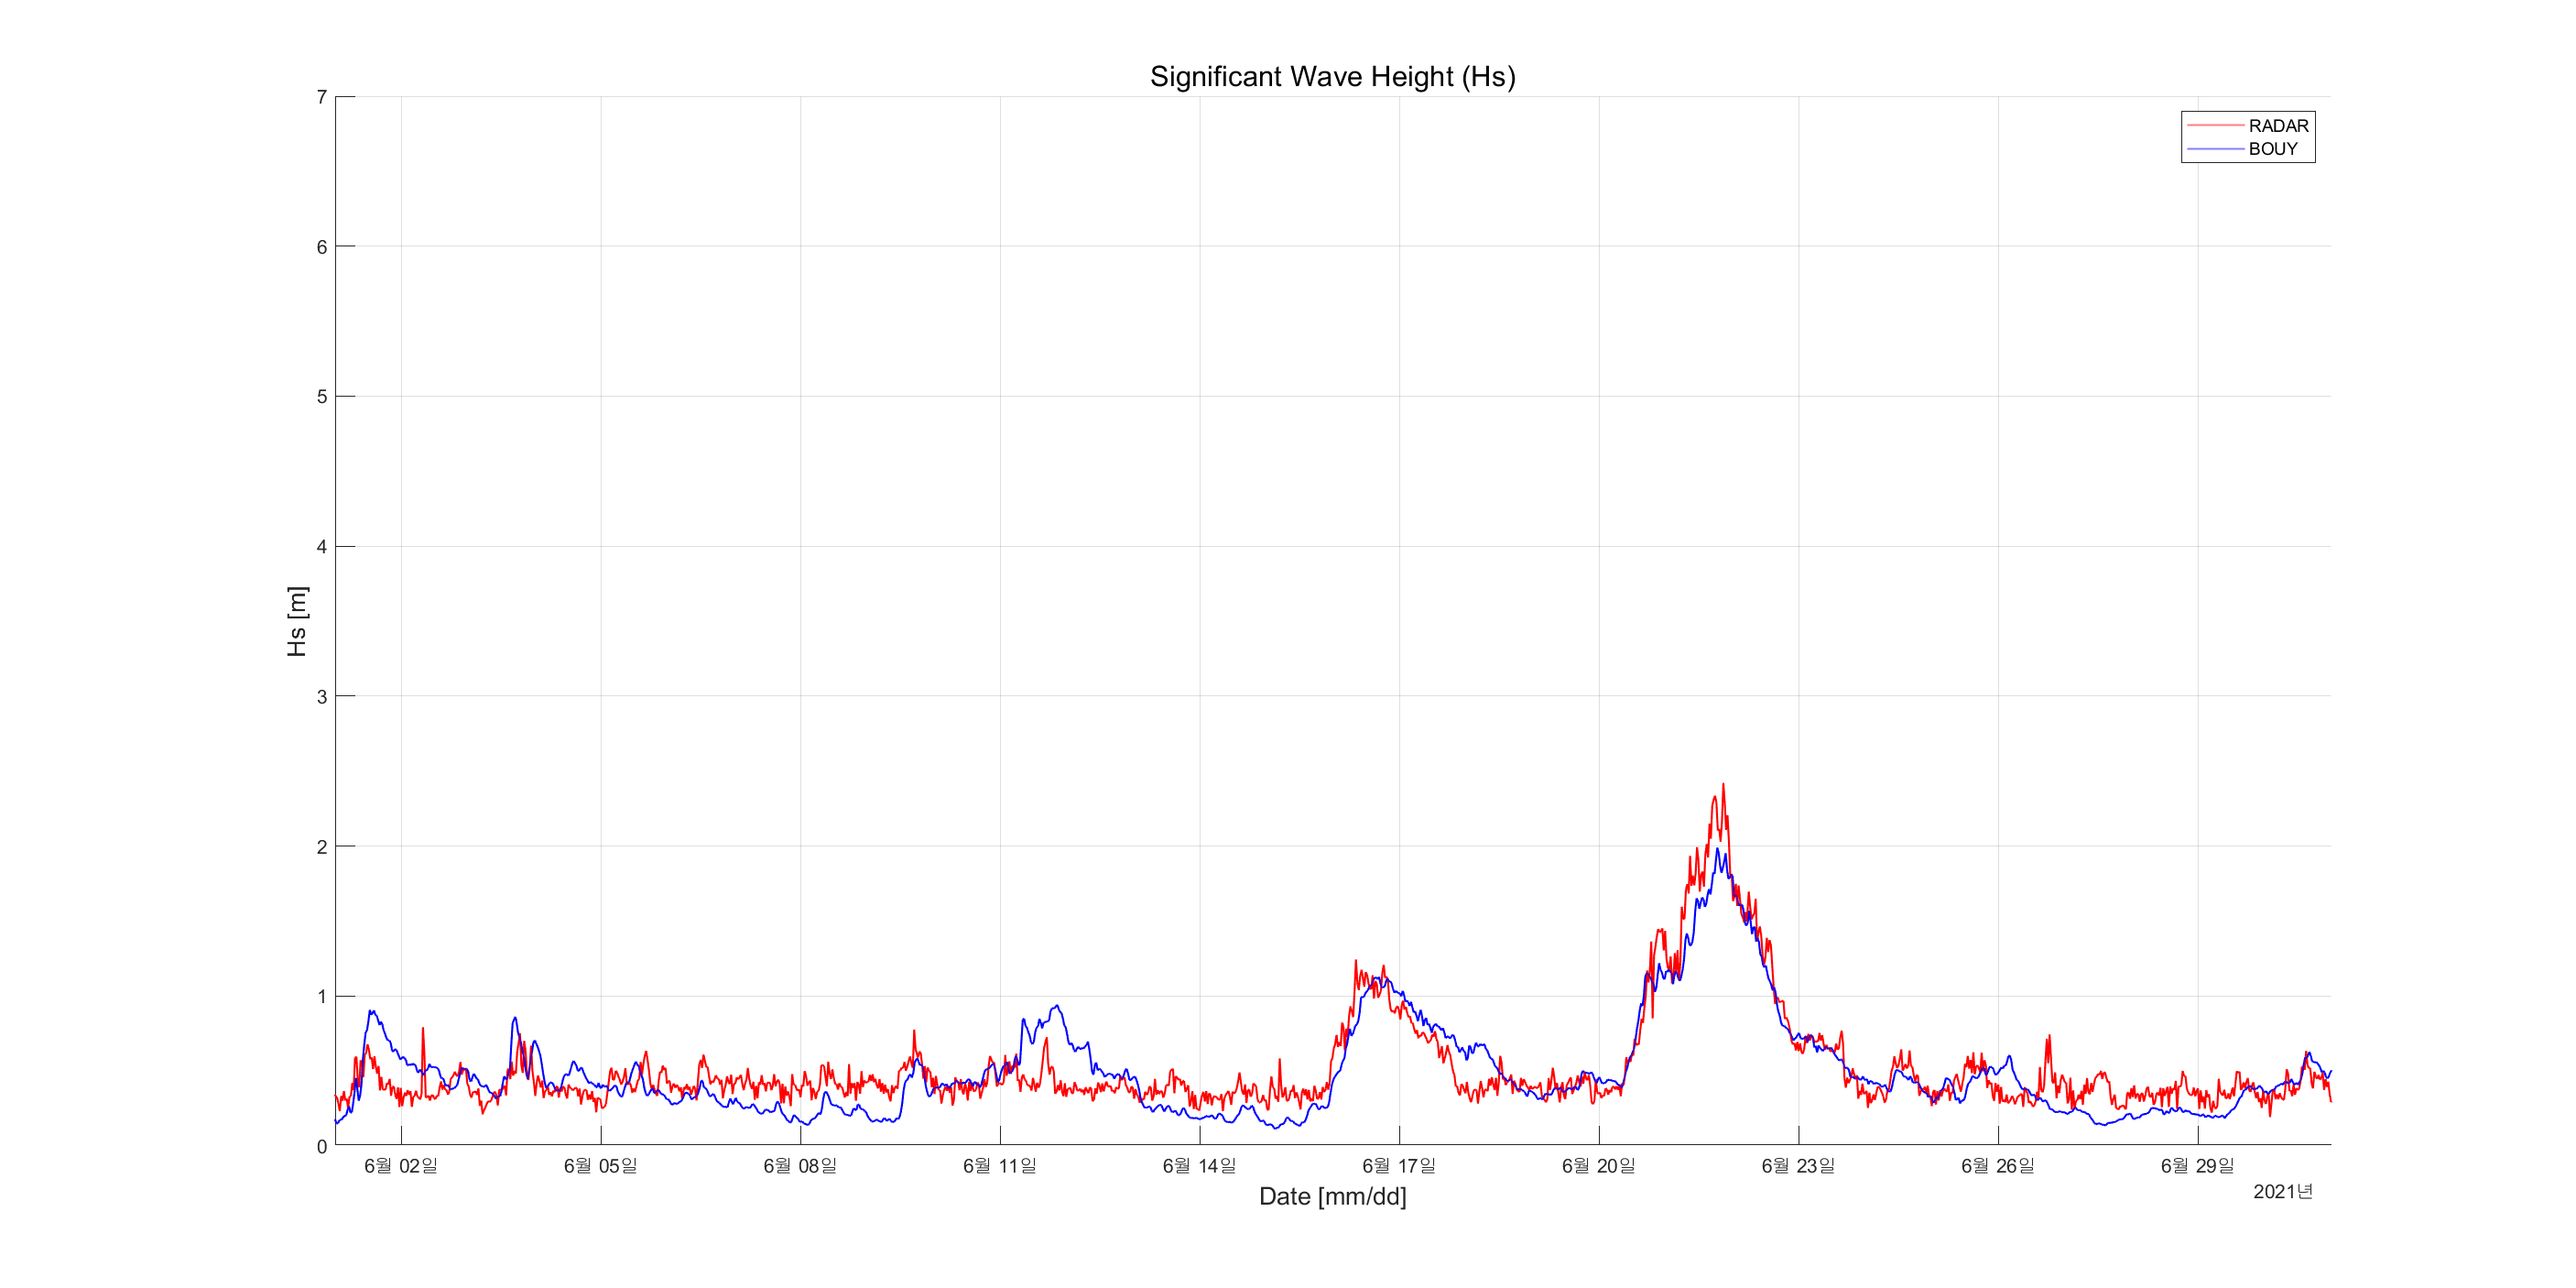 Significant Wave Height (Hs)
RADAR
BOUY
7
6
5
4
3
2
1
0
Hs [m]
6월 02일
6월 05일
6월 08일
6월 11일
6월 14일
6월 17일
6월 20일
6월 23일
6월 26일
6월 29일
2021년
Date [mm/dd]